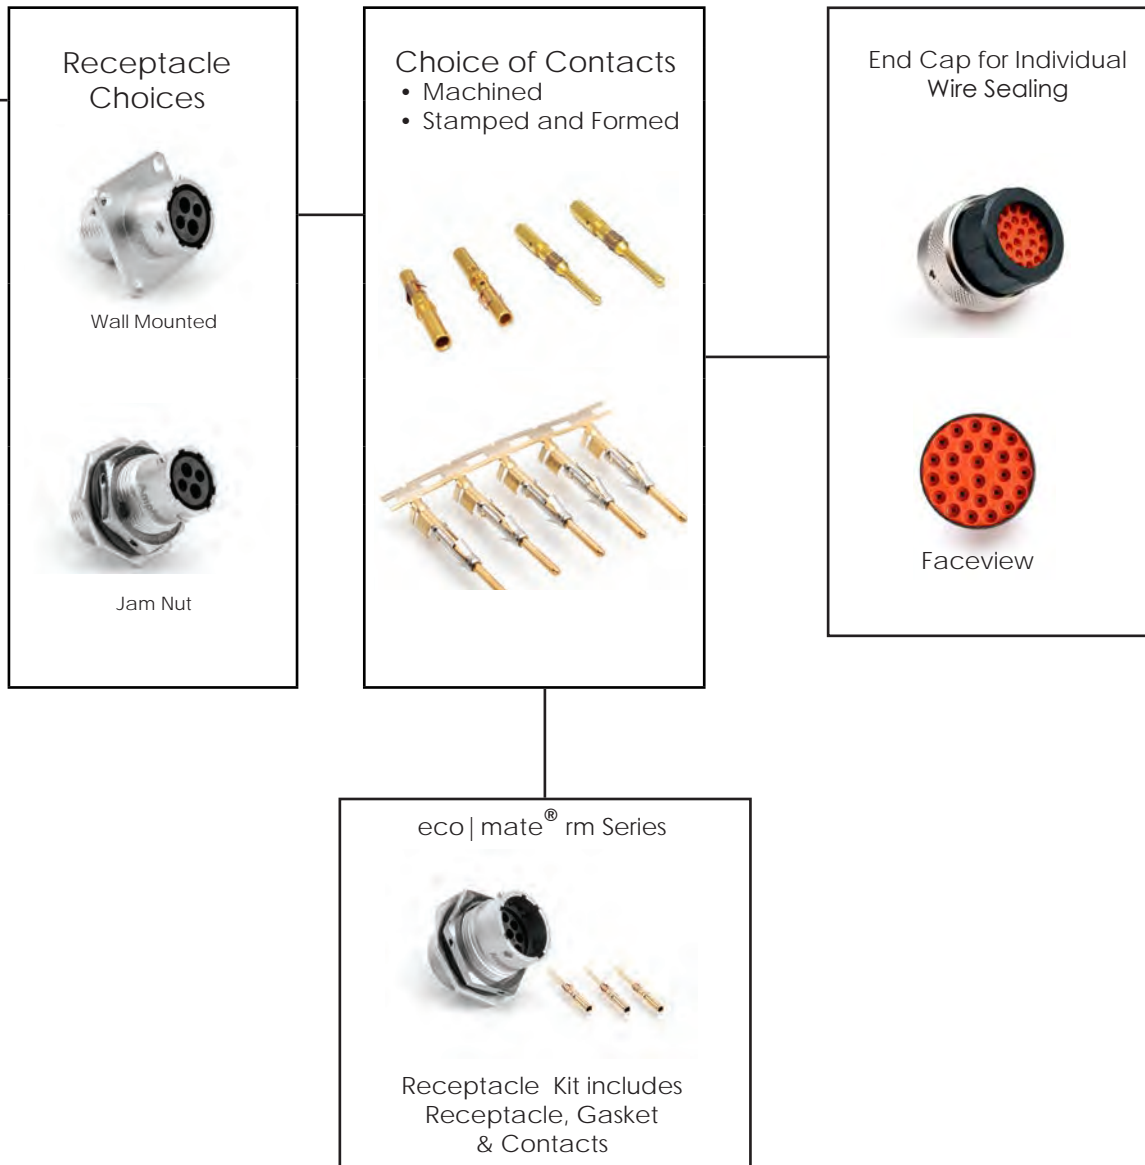 Receptacle
Choices
Wall Mounted
Jam Nut
Choice of Contacts
• Machined
• Stamped and Formed
End Cap for Individual
Wire Sealing
Faceview
eco|mate® rm Series
Receptacle Kit includes
Receptacle, Gasket
& Contacts